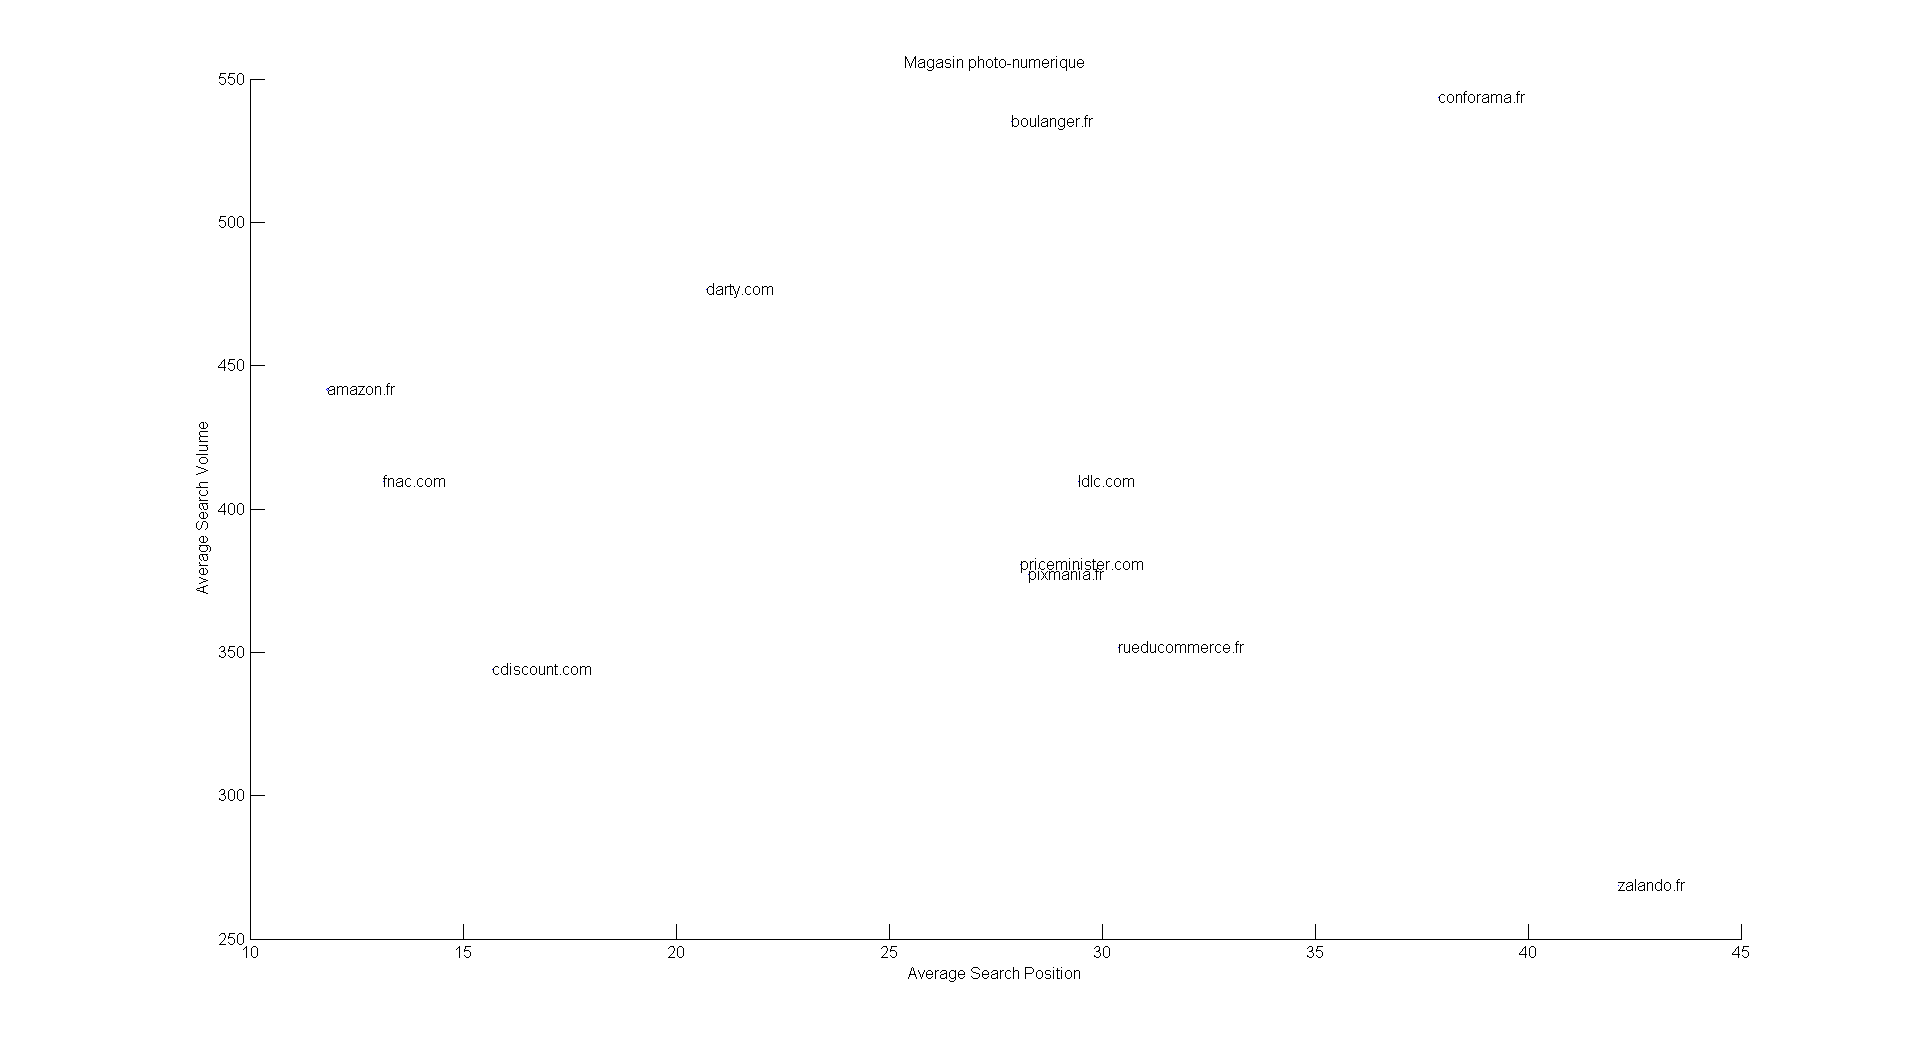 Magasin photo-numerique
550
conforama.fr
boulanger.fr
500
darty.com
450
amazon.fr
fnac.com
ldlc.com
400
Average Search Volume
priceminister.com
pixmania.fr
350
rueducommerce.fr
cdiscount.com
300
zalando.fr
250
10 15 20 25 30 35 40 45
Average Search Position